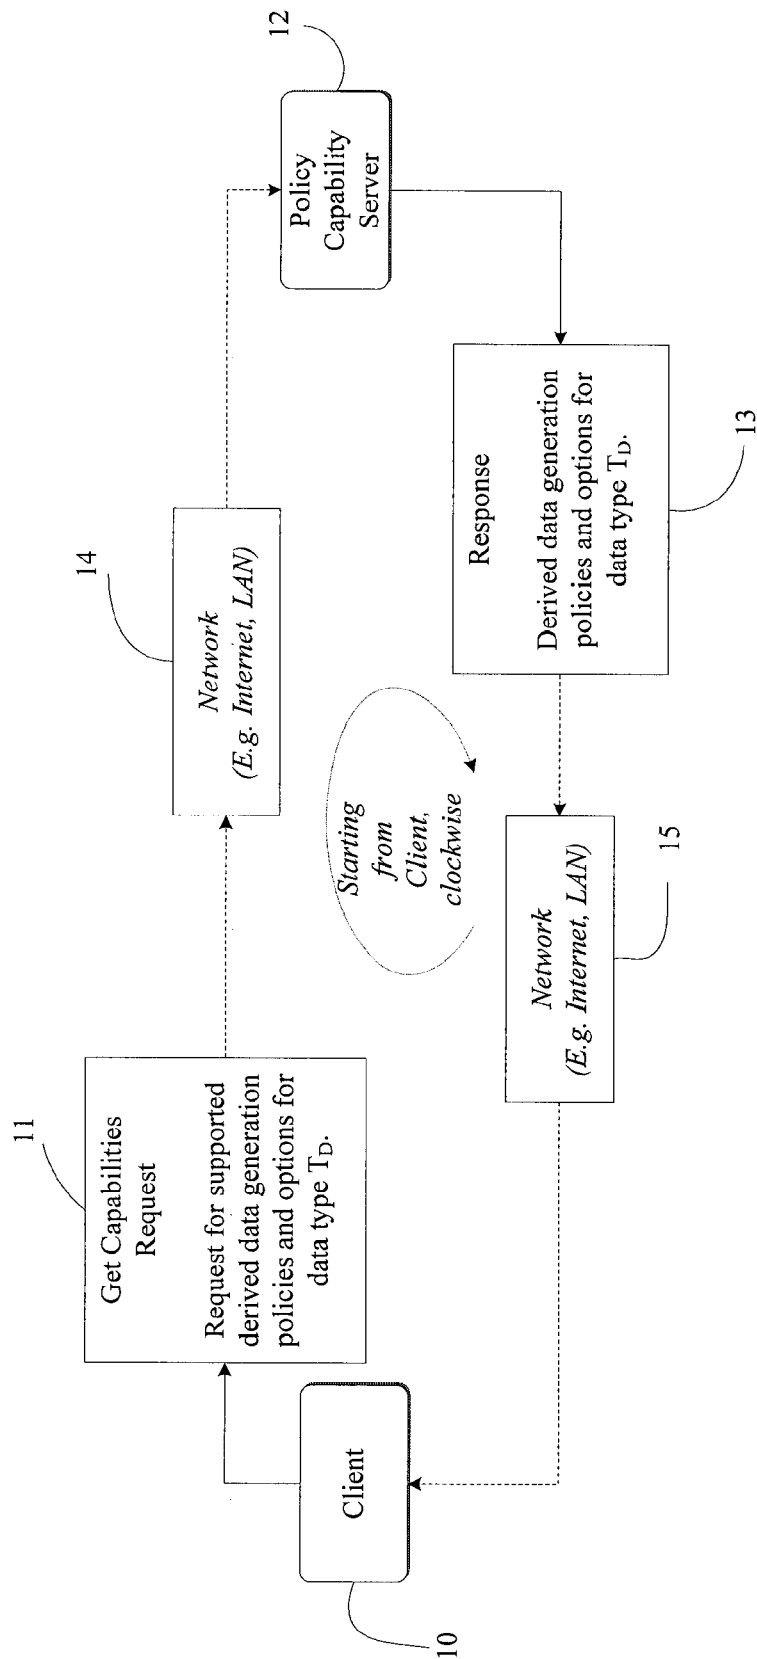 11
Get Capabilities
Request
Request for supported
derived data generation
policies and options for
data type TD.
14
Network
(E.g. Internet, LAN)
12
Policy
Capability
Server
Client
10
Starting
from
Client,
clockwise
Network
(E.g. Internet, LAN)
15
Response
Derived data generation
policies and options for
data type TD.
13